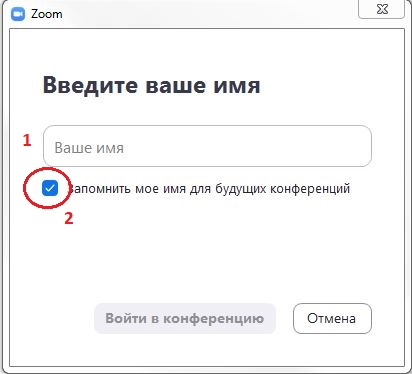 Zoom
Введите ваше имя
1
Ваше имя
Запомнить мое имя для будущих конференций
2
Войти в конференцию
Отмена